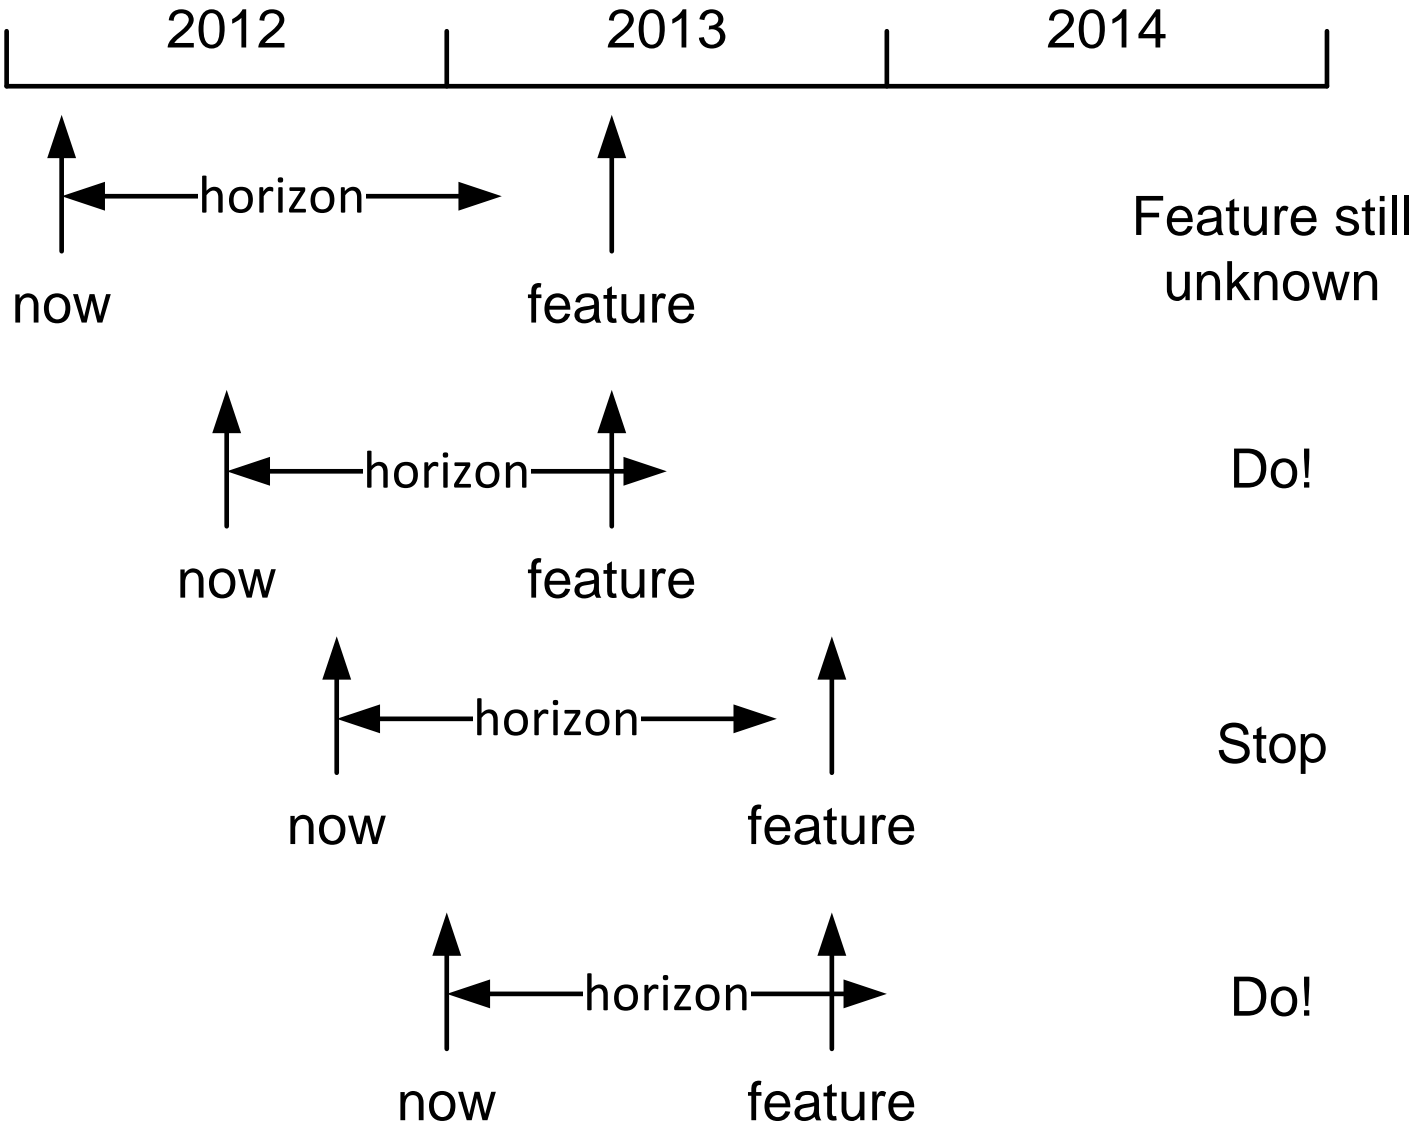 2012 2013 2014
horizon
Feature still
unknown
now feature
horizon
Do!
now feature
horizon
Stop
now feature
horizon
Do!
now feature